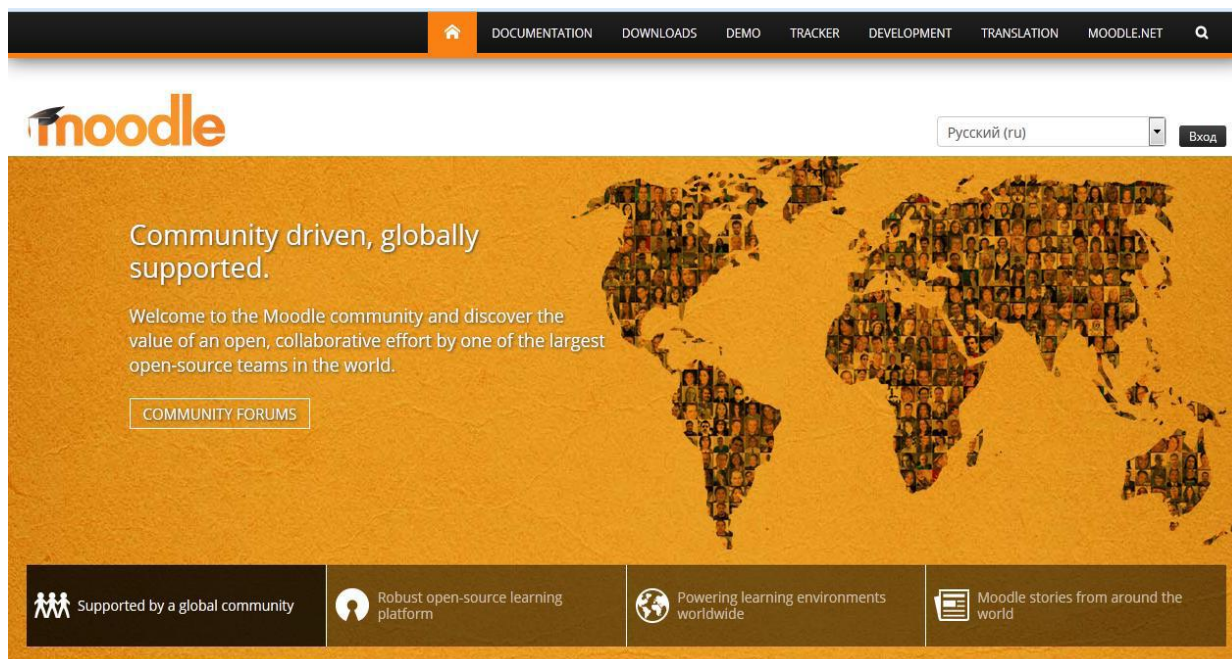 DOCUMENTATION DOWNLOADS DEMO TRACKER DEVELOPMENT TRANSLATION MOODLE.NET
moodle
Русский (ru)
Вход
Community driven, globally
supported.
Welcome to the Moodle community and discover the
value of an open, collaborative effort by one of the largest
open-source teams in the world.
COMMUNITY FORUMS
Supported by a global community
Robust open-source learning
platform
Powering learning environments
worldwide
Moodle stories from around the
world